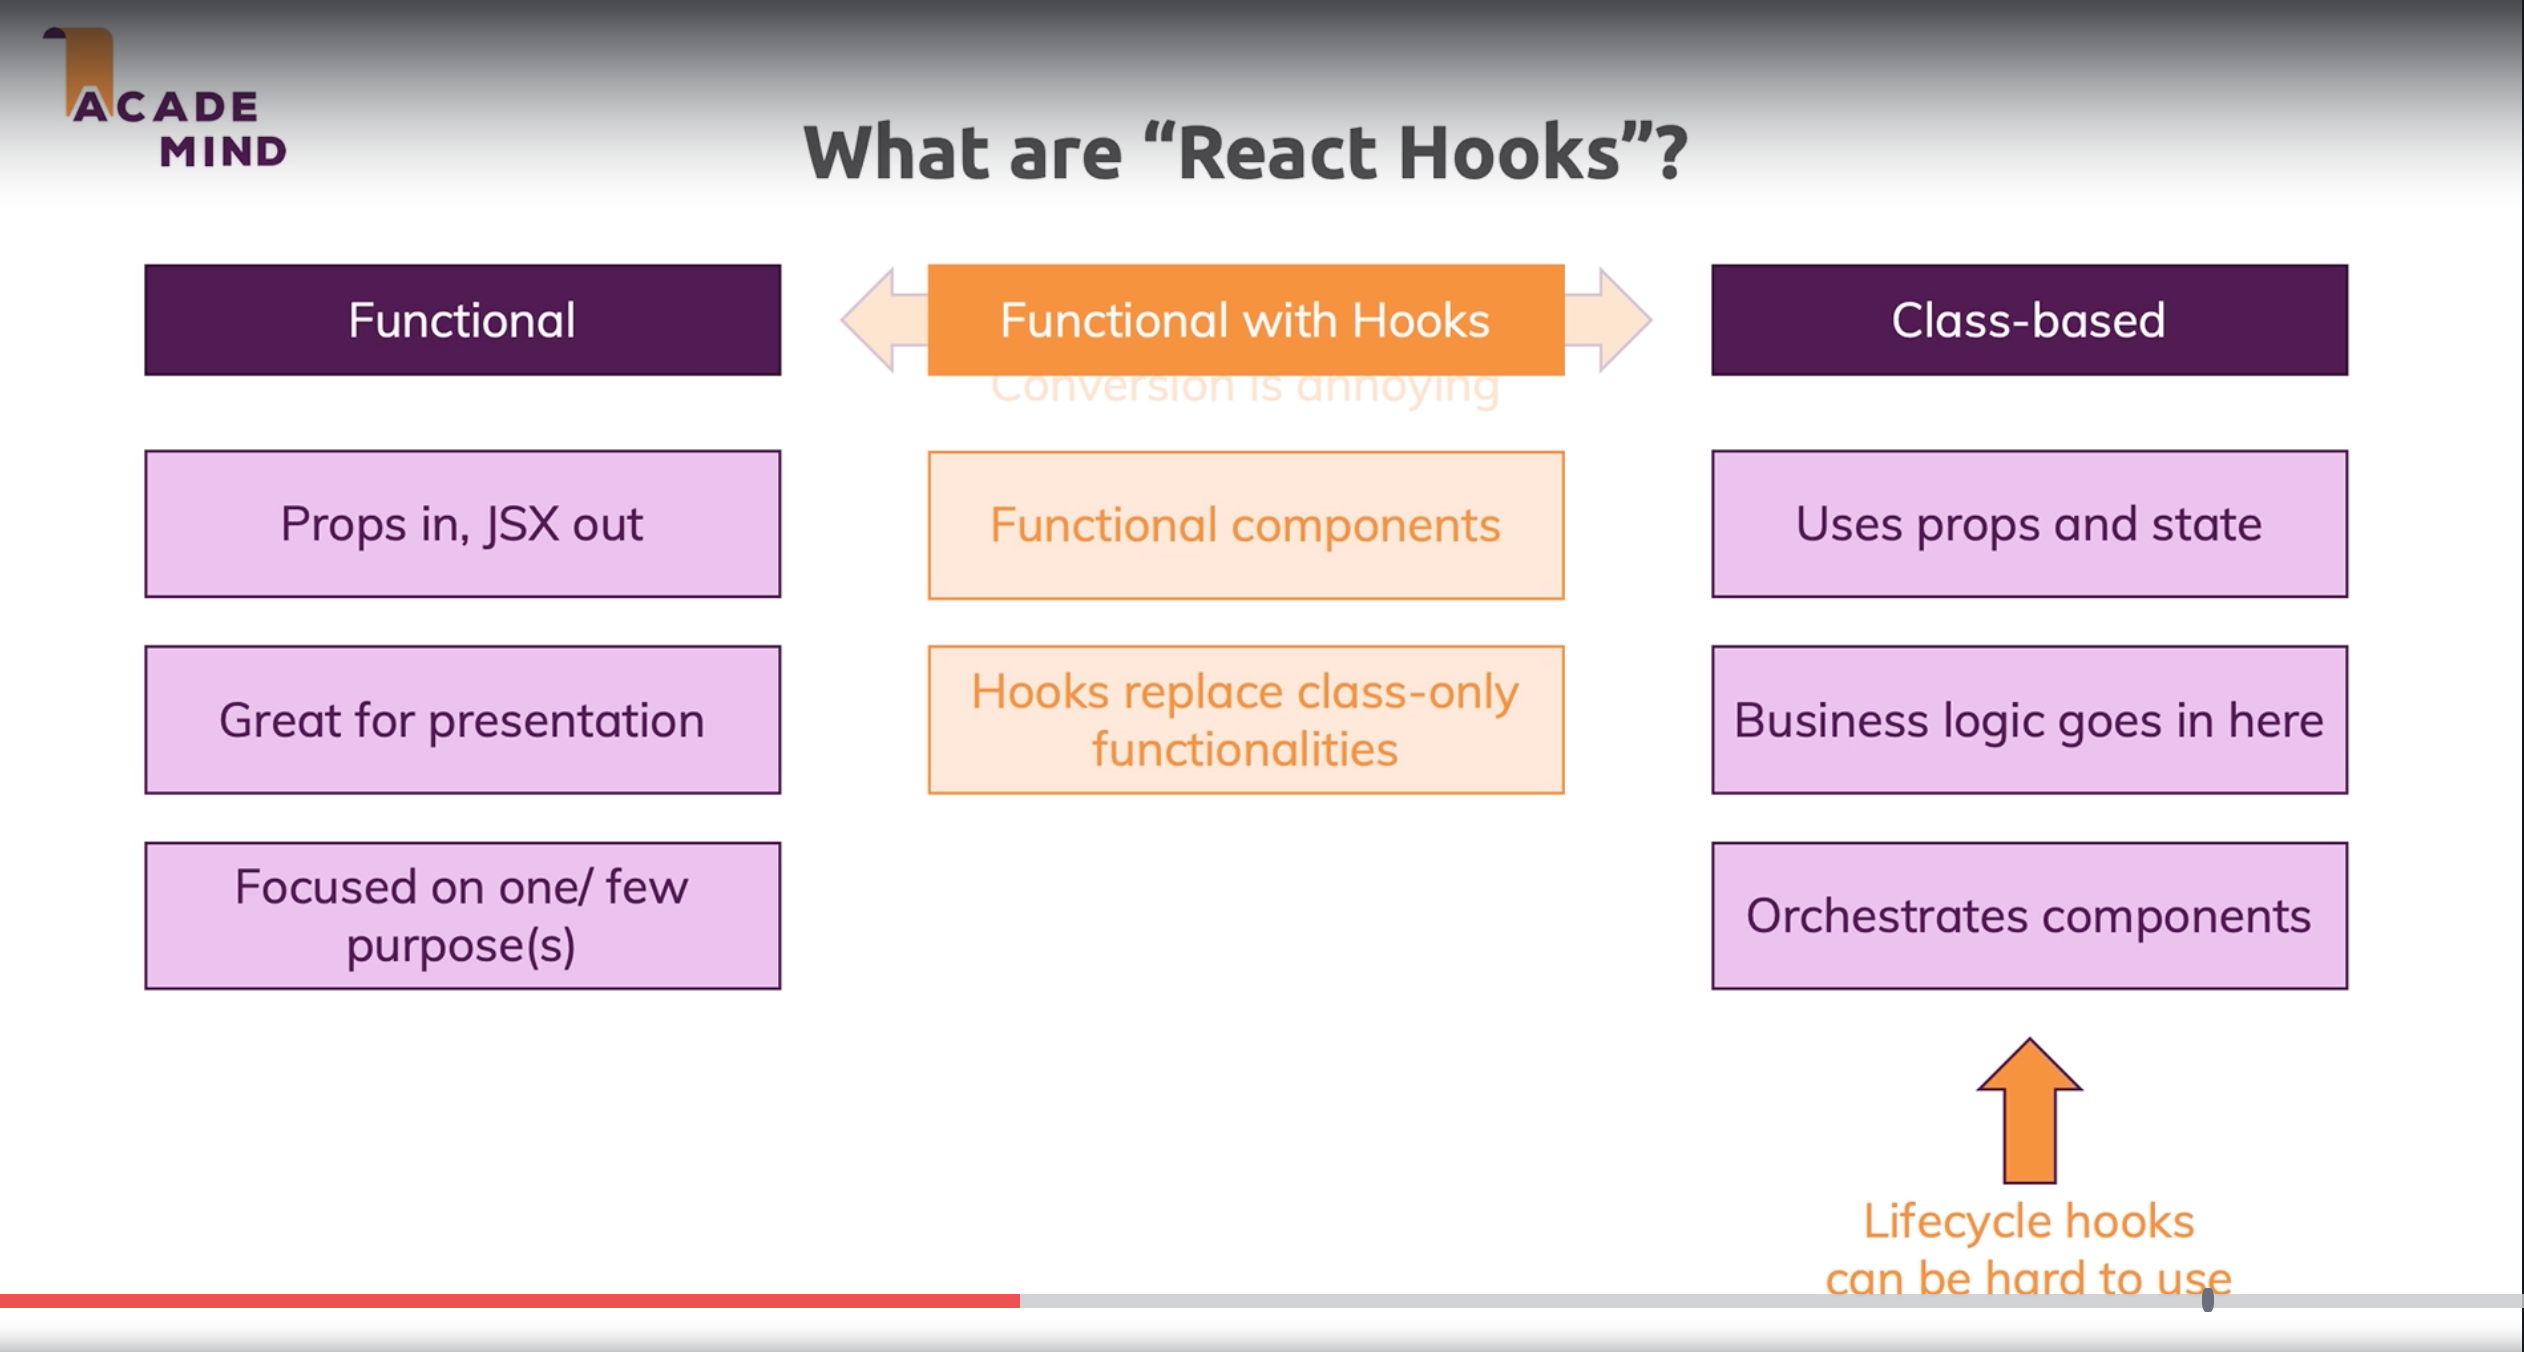 ACADE
MIND
What are “React Hooks”?
Functional
Functional with Hooks
Class-based
Conversion is annoying
Props in, JSX out
Functional components
Uses props and state
Great for presentation
Hooks replace class-only
functionalities
Business logic goes in here
Focused on one/ few
purpose(s)
Orchestrates components
Lifecycle hooks
can be hard to use